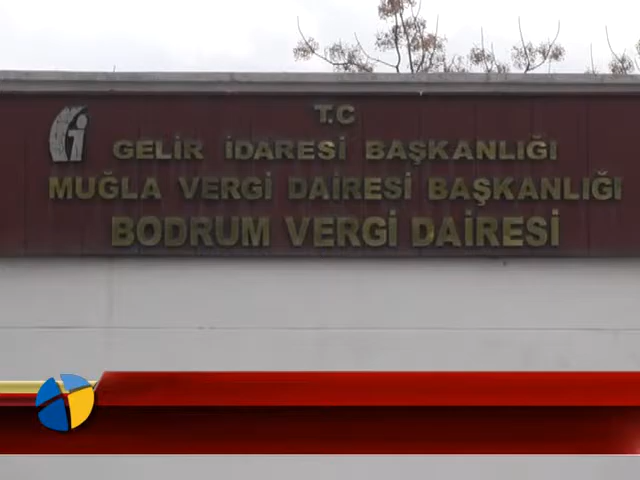 T.C
GELİR İDARESİ BAŞKANLIĞI
MUĞLA VERGİ DAİRESİ BAŞKANLIĞI
BODRUM VERGİ DAİRESİ